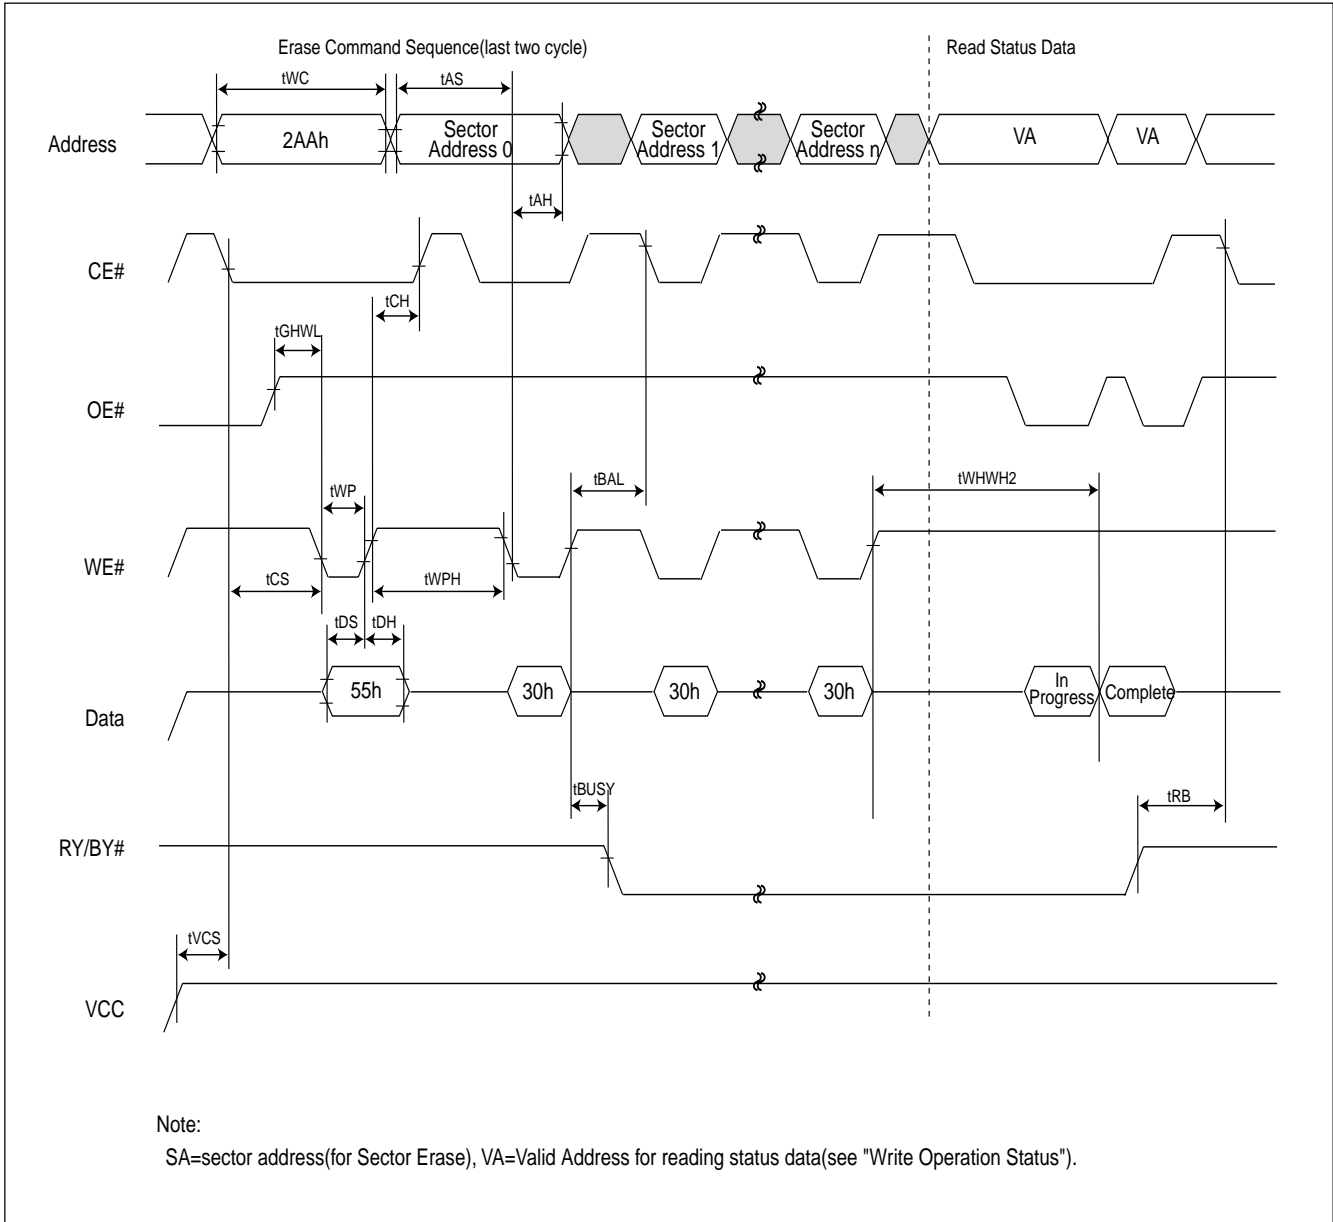 Erase Command Sequence(last two cycle)
Read Status Data
tWC
tAS
Address
2AAh
Sector
Address 0
Sector
Address 1
Sector
Address n
VA
VA
tAH
CE#
tCH
tGHWL
OE#
tWP
tBAL
tWHWH2
WE#
tCS
tWPH
tDS
tDH
Data
55h
30h
30h
30h
In
Progress
Complete
tBUSY
tRB
RY/BY#
tVCS
VCC
Note:
SA=sector address(for Sector Erase), VA=Valid Address for reading status data(see "Write Operation Status").